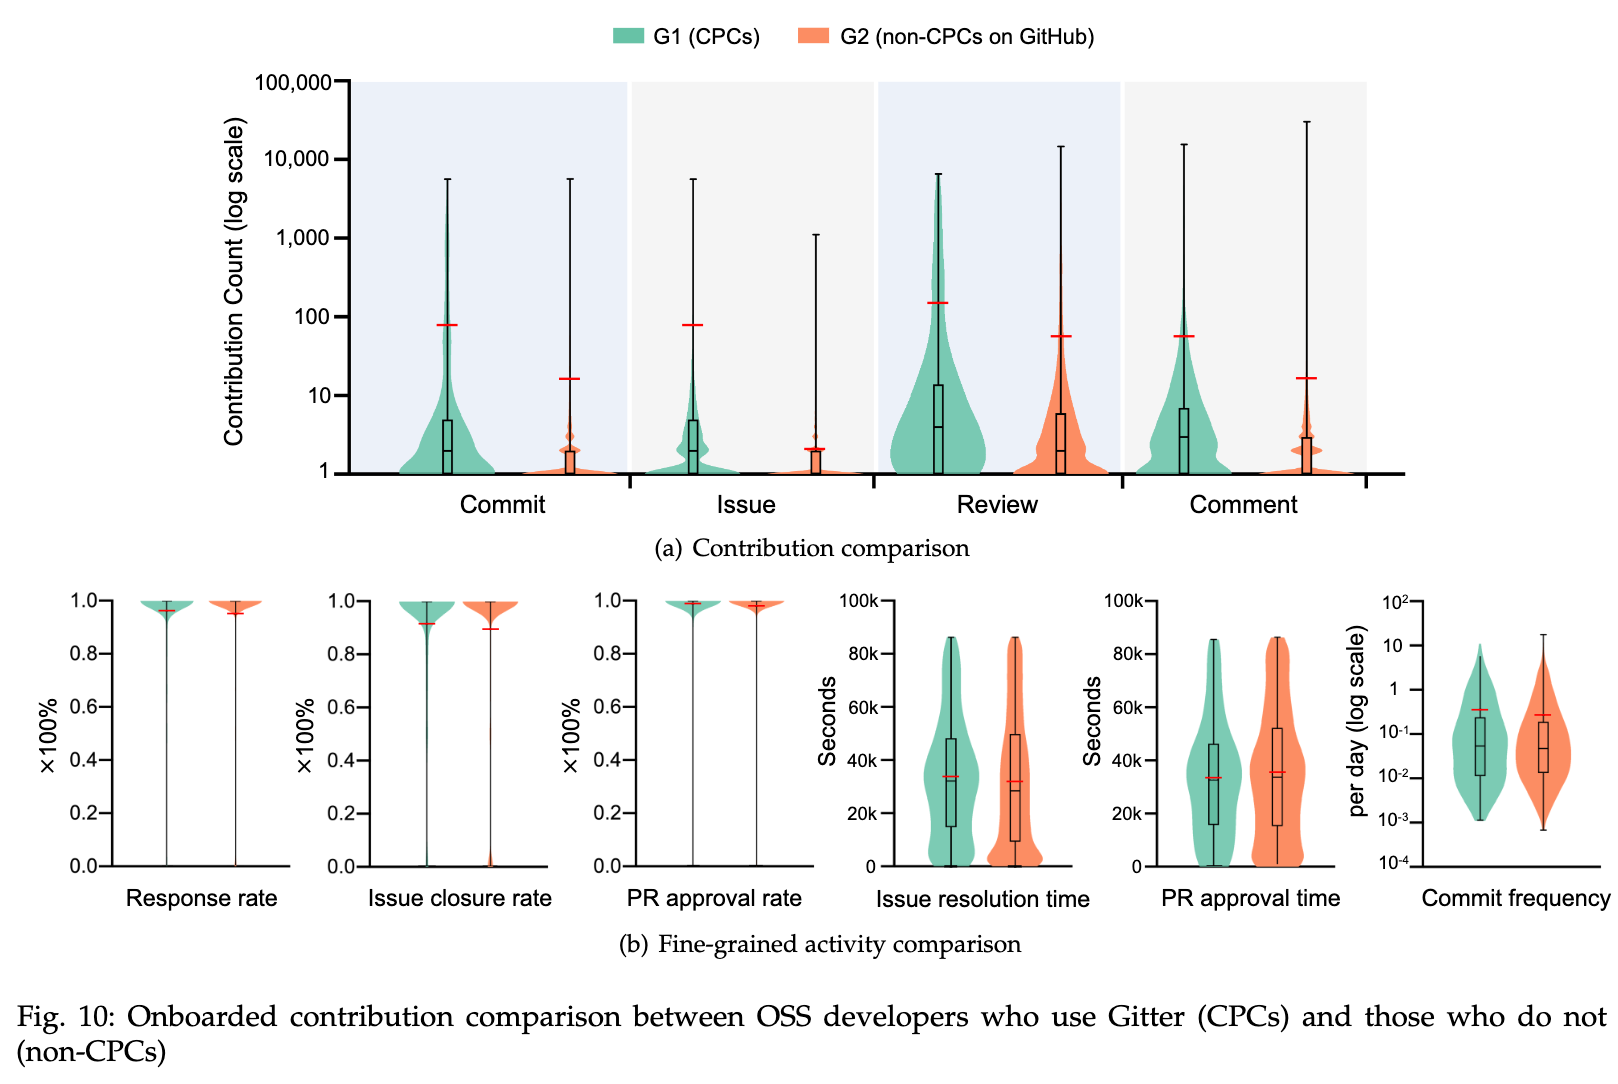 G1 (CPCs) G2 (non-CPCs on GitHub)
Contribution Count (log scale)
100,000
10,000
1,000
100
10
1
Commit Issue Review Comment
(a) Contribution comparison
×100%
1.0
0.8
0.6
0.4
0.2
0.0
Response rate
×100%
1.0
0.8
0.6
0.4
0.2
0.0
Issue closure rate
×100%
1.0
0.8
0.6
0.4
0.2
0.0
PR approval rate
Seconds
100k
80k
60k
40k
20k
0
Issue resolution time
Seconds
100k
80k
60k
40k
20k
0
PR approval time
per day (log scale)
10²
10
1
10⁻¹
10⁻²
10⁻³
10⁻⁴
Commit frequency
(b) Fine-grained activity comparison
Fig. 10: Onboarded contribution comparison between OSS developers who use Gitter (CPCs) and those who do not
(non-CPCs)